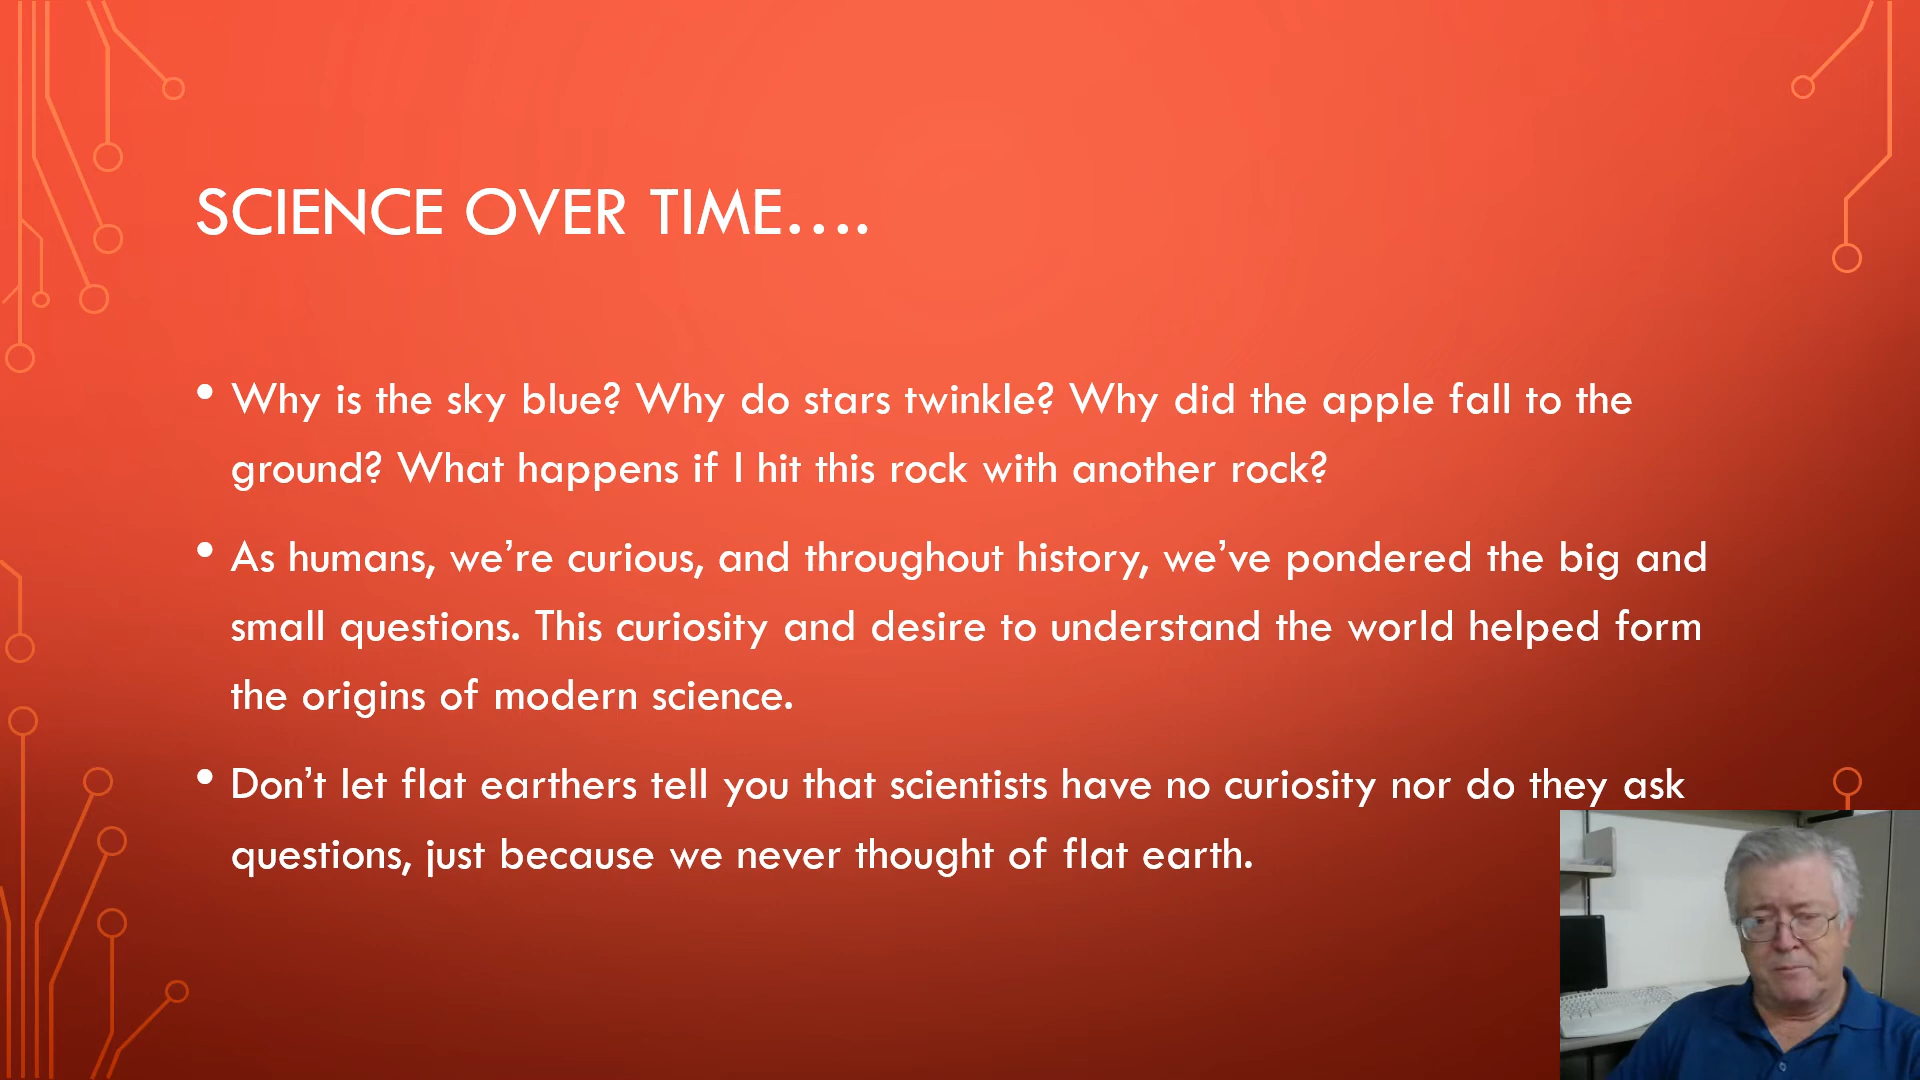 SCIENCE OVER TIME….
• Why is the sky blue? Why do stars twinkle? Why did the apple fall to the
ground? What happens if I hit this rock with another rock?
• As humans, we’re curious, and throughout history, we’ve pondered the big and
small questions. This curiosity and desire to understand the world helped form
the origins of modern science.
• Don’t let flat earthers tell you that scientists have no curiosity nor do they ask
questions, just because we never thought of flat earth.